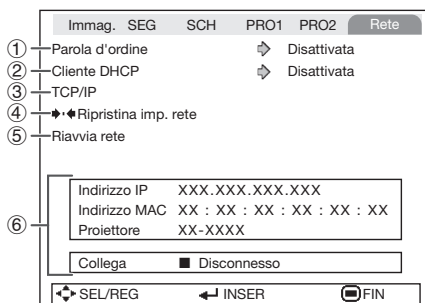 Immag. SEG SCH PRO1 PRO2 Rete
① Parola d'ordine Disattivata
② Cliente DHCP Disattivata
③ TCP/IP
④ Ripristina imp. rete
⑤ Riavvia rete
⑥
Indirizzo IP XXX.XXX.XXX.XXX
Indirizzo MAC XX : XX : XX : XX : XX : XX
Proiettore XX-XXXX
Collega ■ Disconnesso
SEL/REG INSER FIN